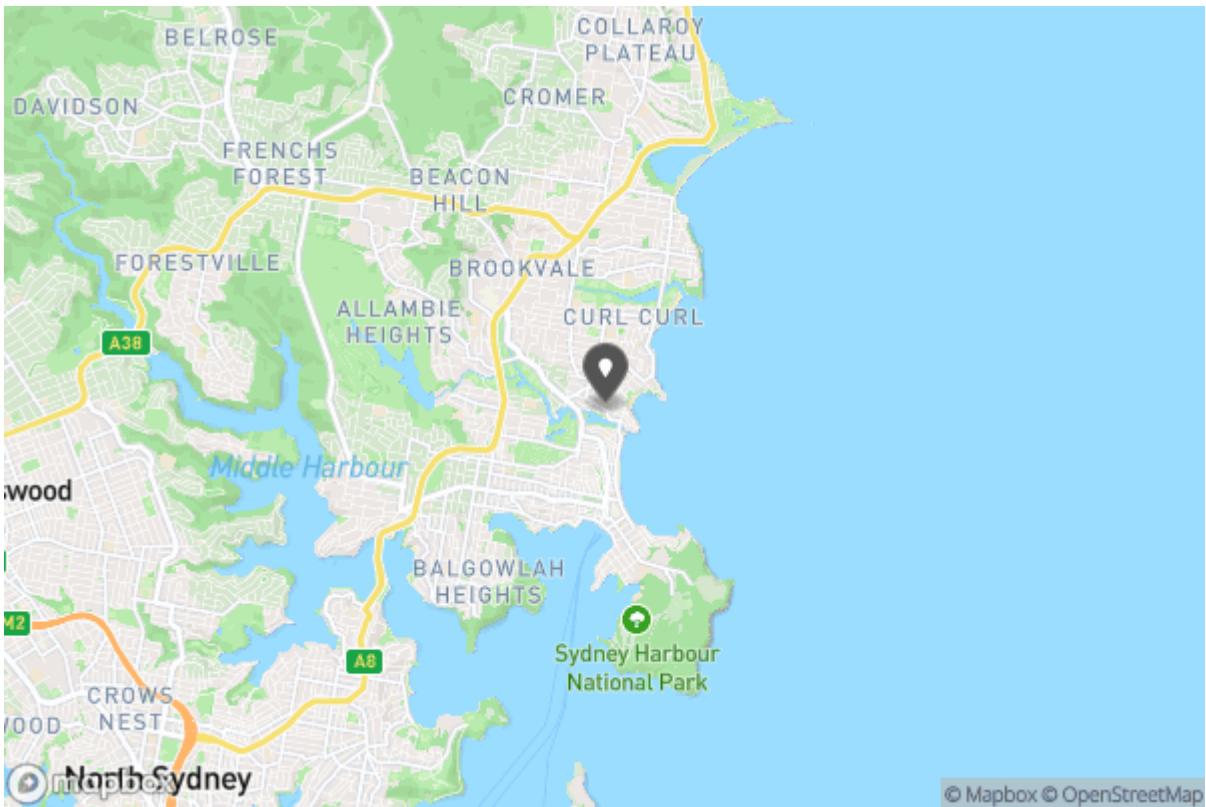 COLLAROY
PLATEAU
BELROSE
CROMER
DAVIDSON
FRENCHS
FOREST
BEACON
HILL
FORESTVILLE
BROOKVALE
ALLAMBIE
HEIGHTS
CURL CURL
A38
Middle Harbour
swood
BALGOWLAH
HEIGHTS
M2
Sydney Harbour
National Park
A8
CROWS
NEST
WOOD
North Sydney
mapbox
© Mapbox © OpenStreetMap